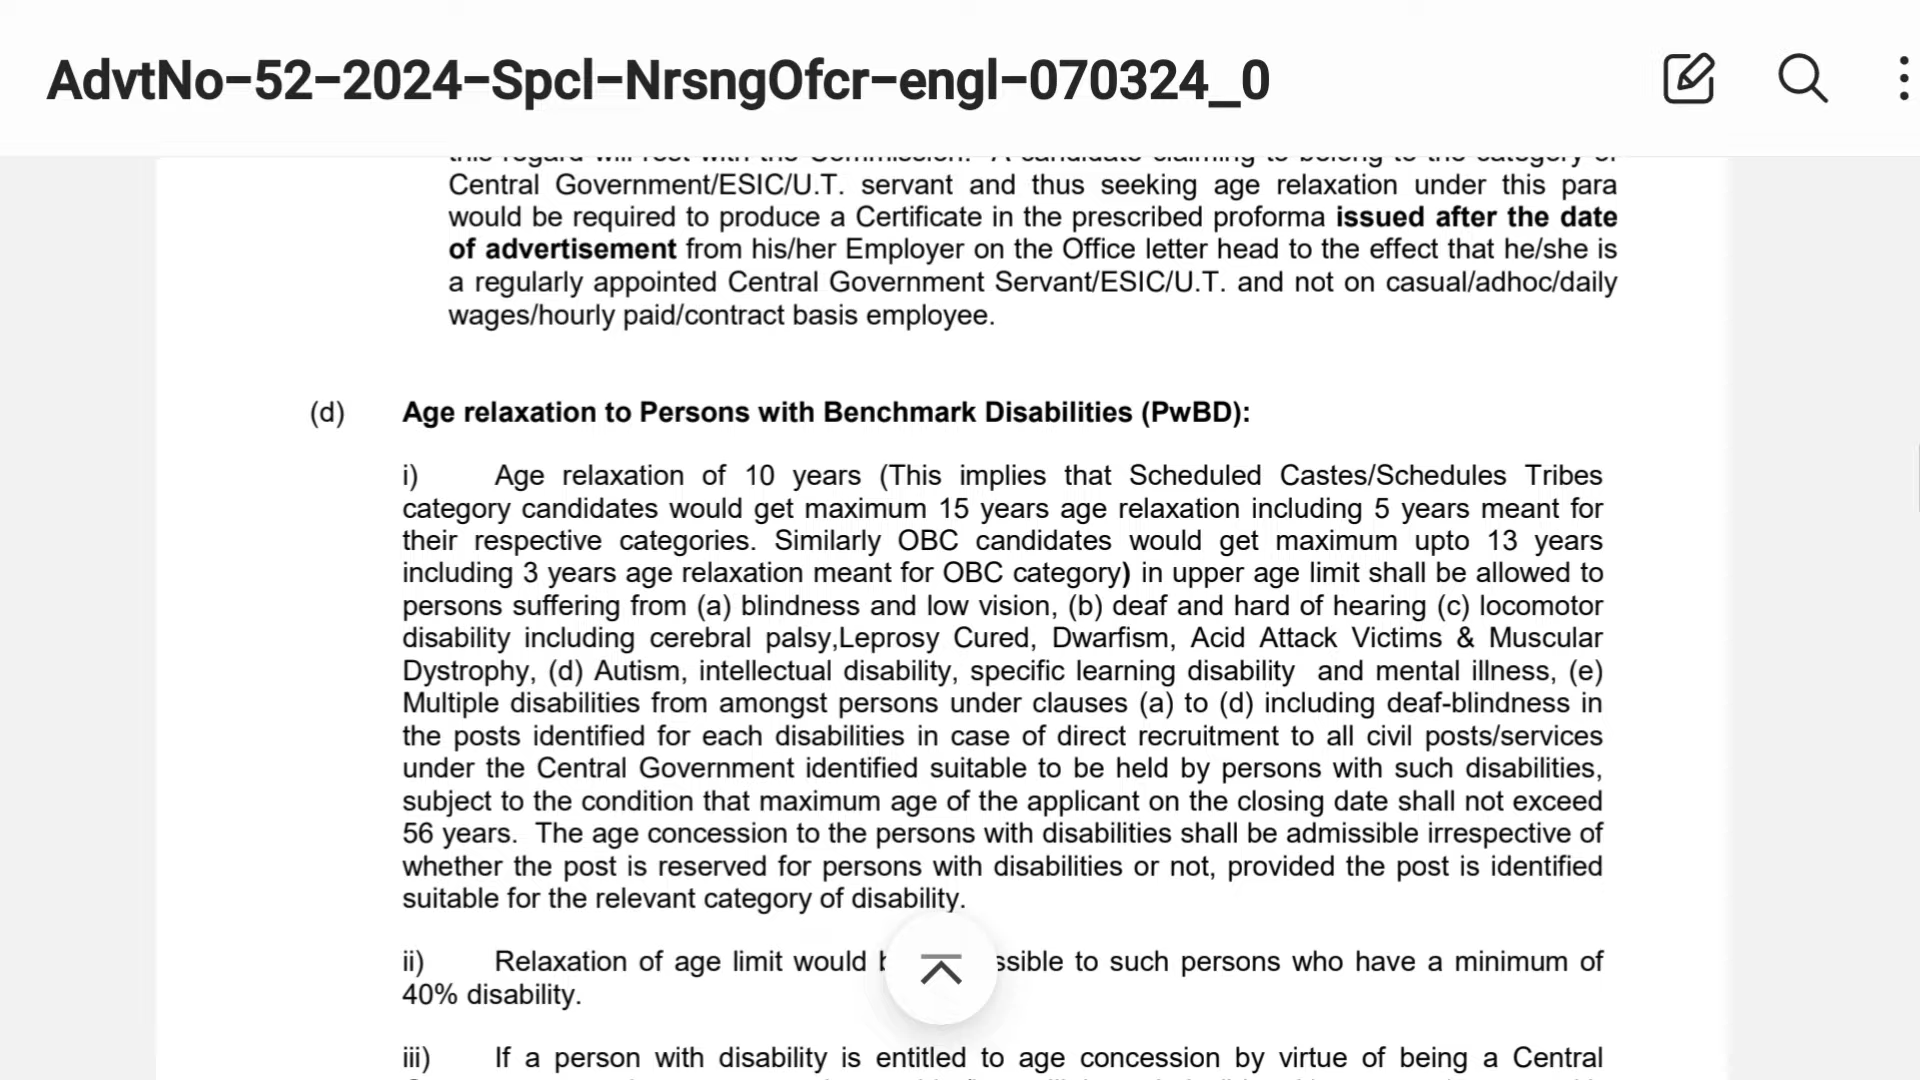 AdvtNo-52-2024-Spcl-NrsngOfcr-engl-070324_0
this regard will rest with the Commission. A candidate claiming to belong to the category of
Central Government/ESIC/U.T. servant and thus seeking age relaxation under this para
would be required to produce a Certificate in the prescribed proforma issued after the date
of advertisement from his/her Employer on the Office letter head to the effect that he/she is
a regularly appointed Central Government Servant/ESIC/U.T. and not on casual/adhoc/daily
wages/hourly paid/contract basis employee.
(d) Age relaxation to Persons with Benchmark Disabilities (PwBD):
i) Age relaxation of 10 years (This implies that Scheduled Castes/Schedules Tribes
category candidates would get maximum 15 years age relaxation including 5 years meant for
their respective categories. Similarly OBC candidates would get maximum upto 13 years
including 3 years age relaxation meant for OBC category) in upper age limit shall be allowed to
persons suffering from (a) blindness and low vision, (b) deaf and hard of hearing (c) locomotor
disability including cerebral palsy,Leprosy Cured, Dwarfism, Acid Attack Victims & Muscular
Dystrophy, (d) Autism, intellectual disability, specific learning disability and mental illness, (e)
Multiple disabilities from amongst persons under clauses (a) to (d) including deaf-blindness in
the posts identified for each disabilities in case of direct recruitment to all civil posts/services
under the Central Government identified suitable to be held by persons with such disabilities,
subject to the condition that maximum age of the applicant on the closing date shall not exceed
56 years. The age concession to the persons with disabilities shall be admissible irrespective of
whether the post is reserved for persons with disabilities or not, provided the post is identified
suitable for the relevant category of disability.
ii) Relaxation of age limit would ssible to such persons who have a minimum of
40% disability.
iii) If a person with disability is entitled to age concession by virtue of being a Central